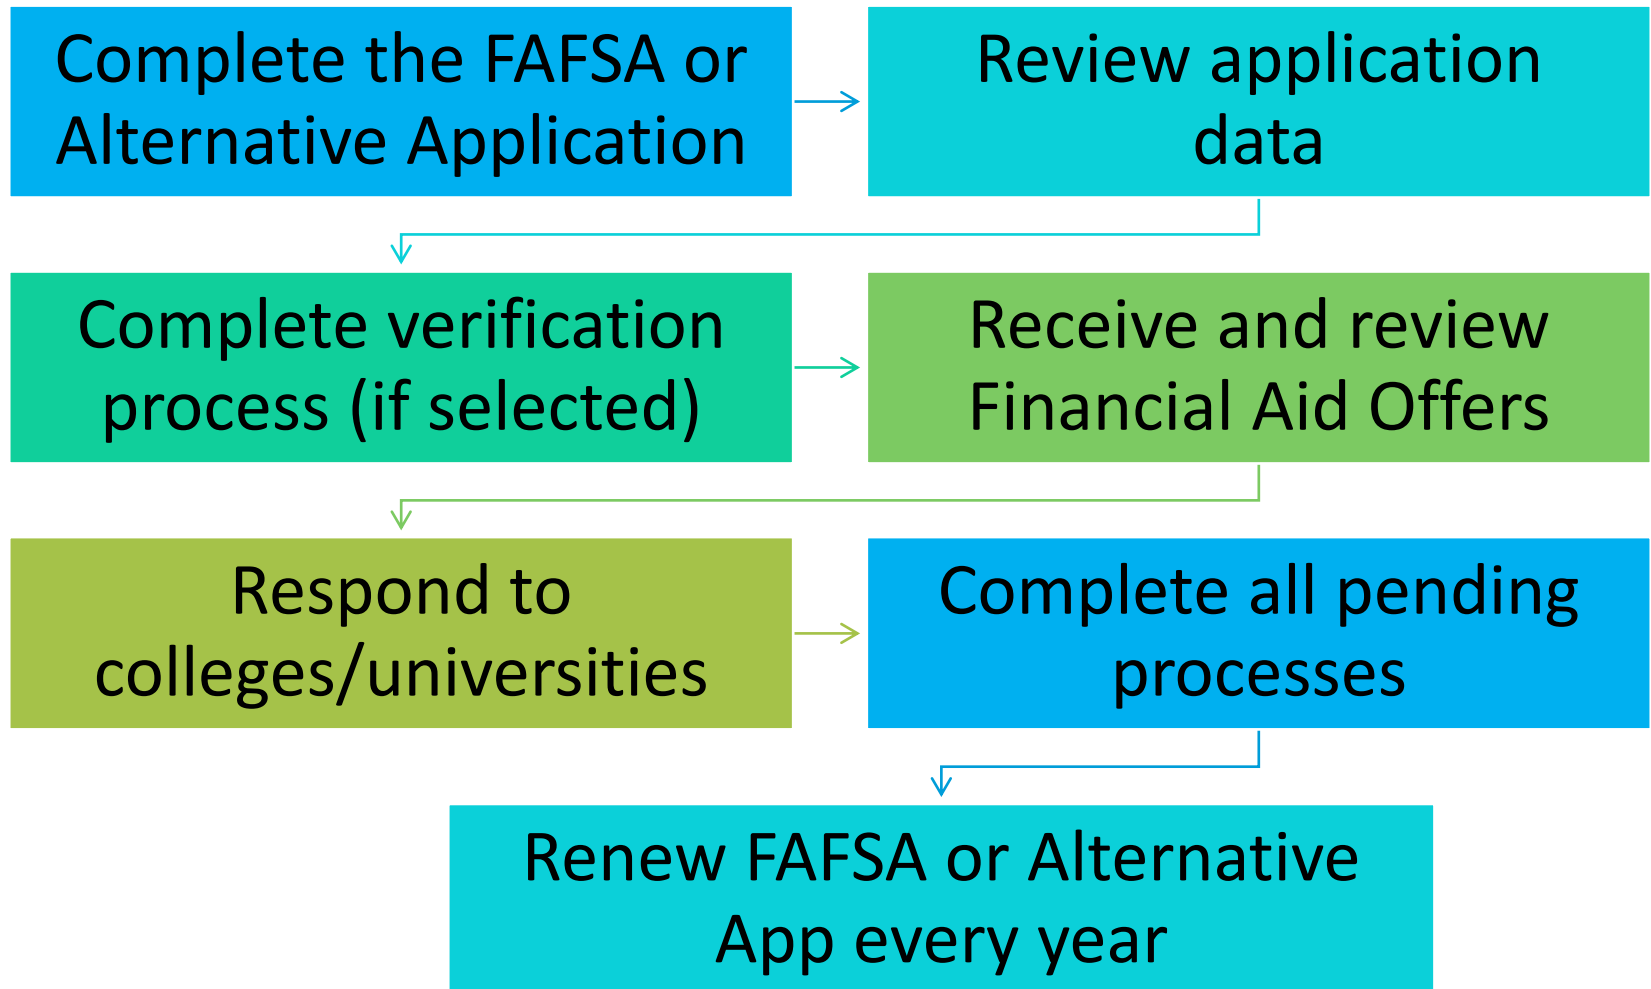 Complete the FAFSA or
Alternative Application
Review application
data
Complete verification
process (if selected)
Receive and review
Financial Aid Offers
Respond to
colleges/universities
Complete all pending
processes
Renew FAFSA or Alternative
App every year